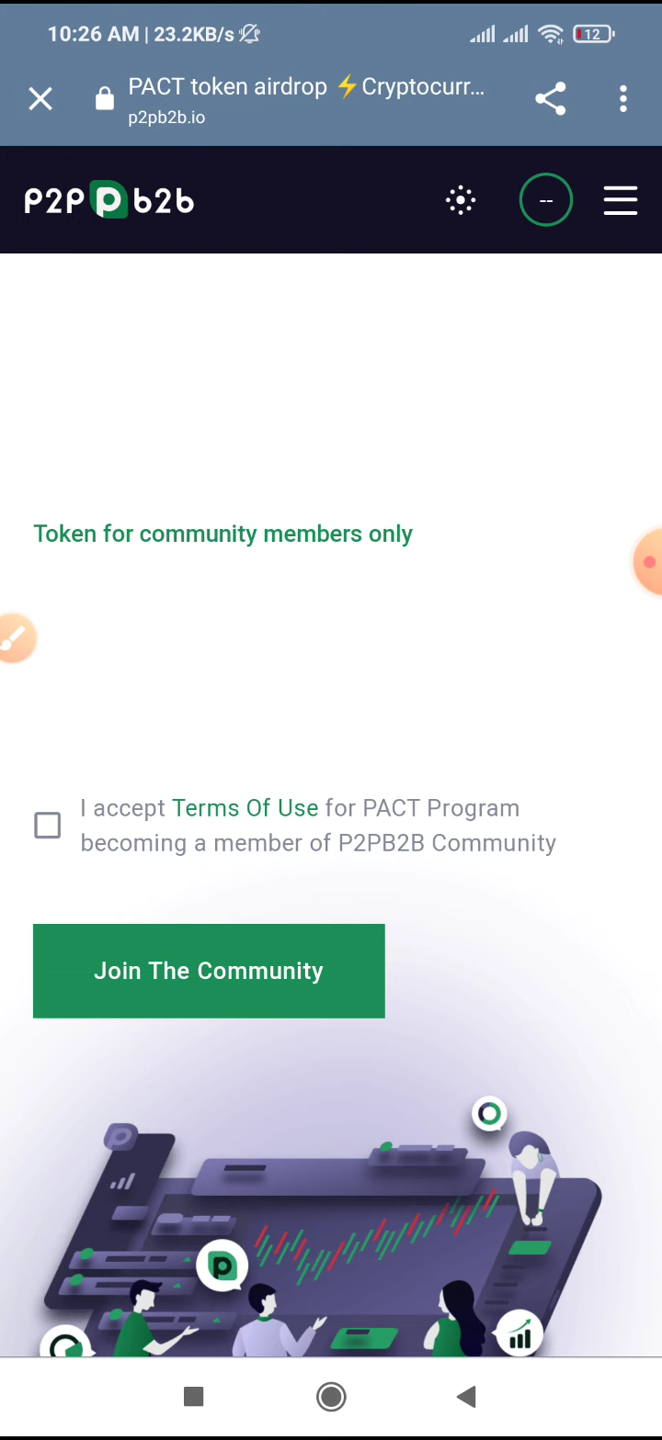 10:26 AM | 23.2KB/s
12
PACT token airdrop ⚡Cryptocurr...
p2pb2b.io
P2P b2b
--
Token for community members only
I accept Terms Of Use for PACT Program
becoming a member of P2PB2B Community
Join The Community